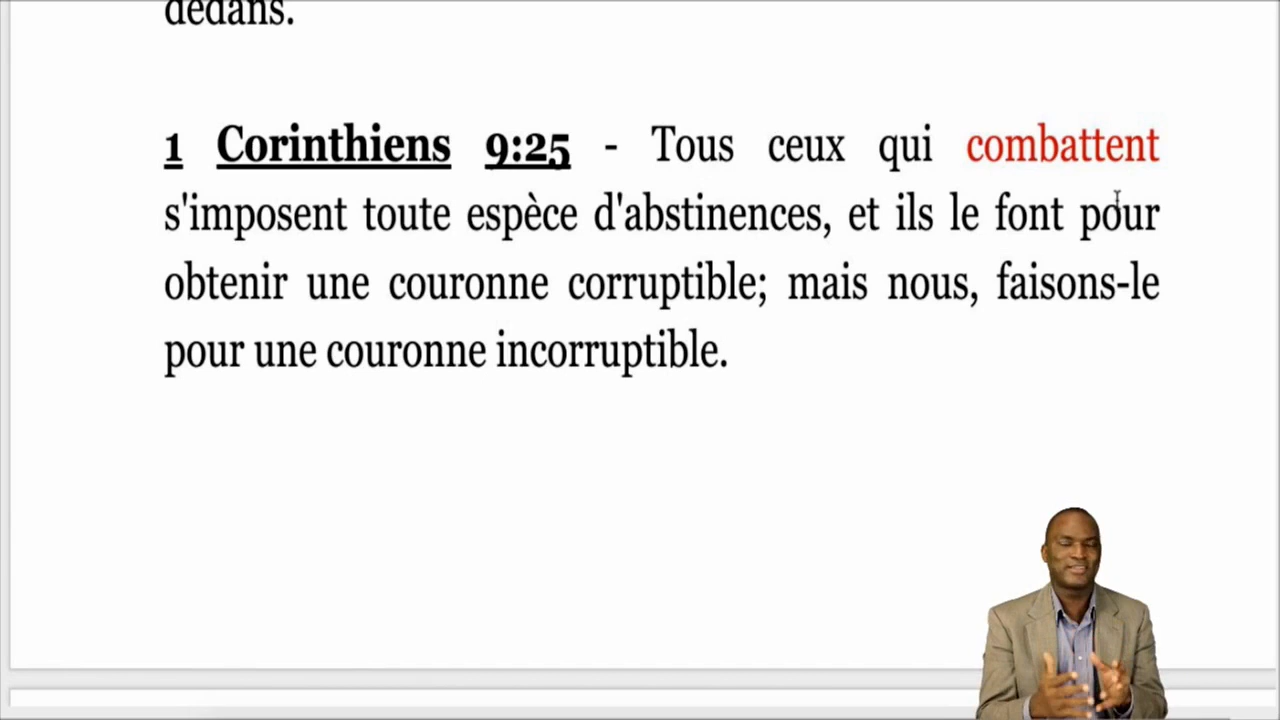 dedans.
1 Corinthiens 9:25 - Tous ceux qui combattent
s'imposent toute espèce d'abstinences, et ils le font pour
obtenir une couronne corruptible; mais nous, faisons-le
pour une couronne incorruptible.